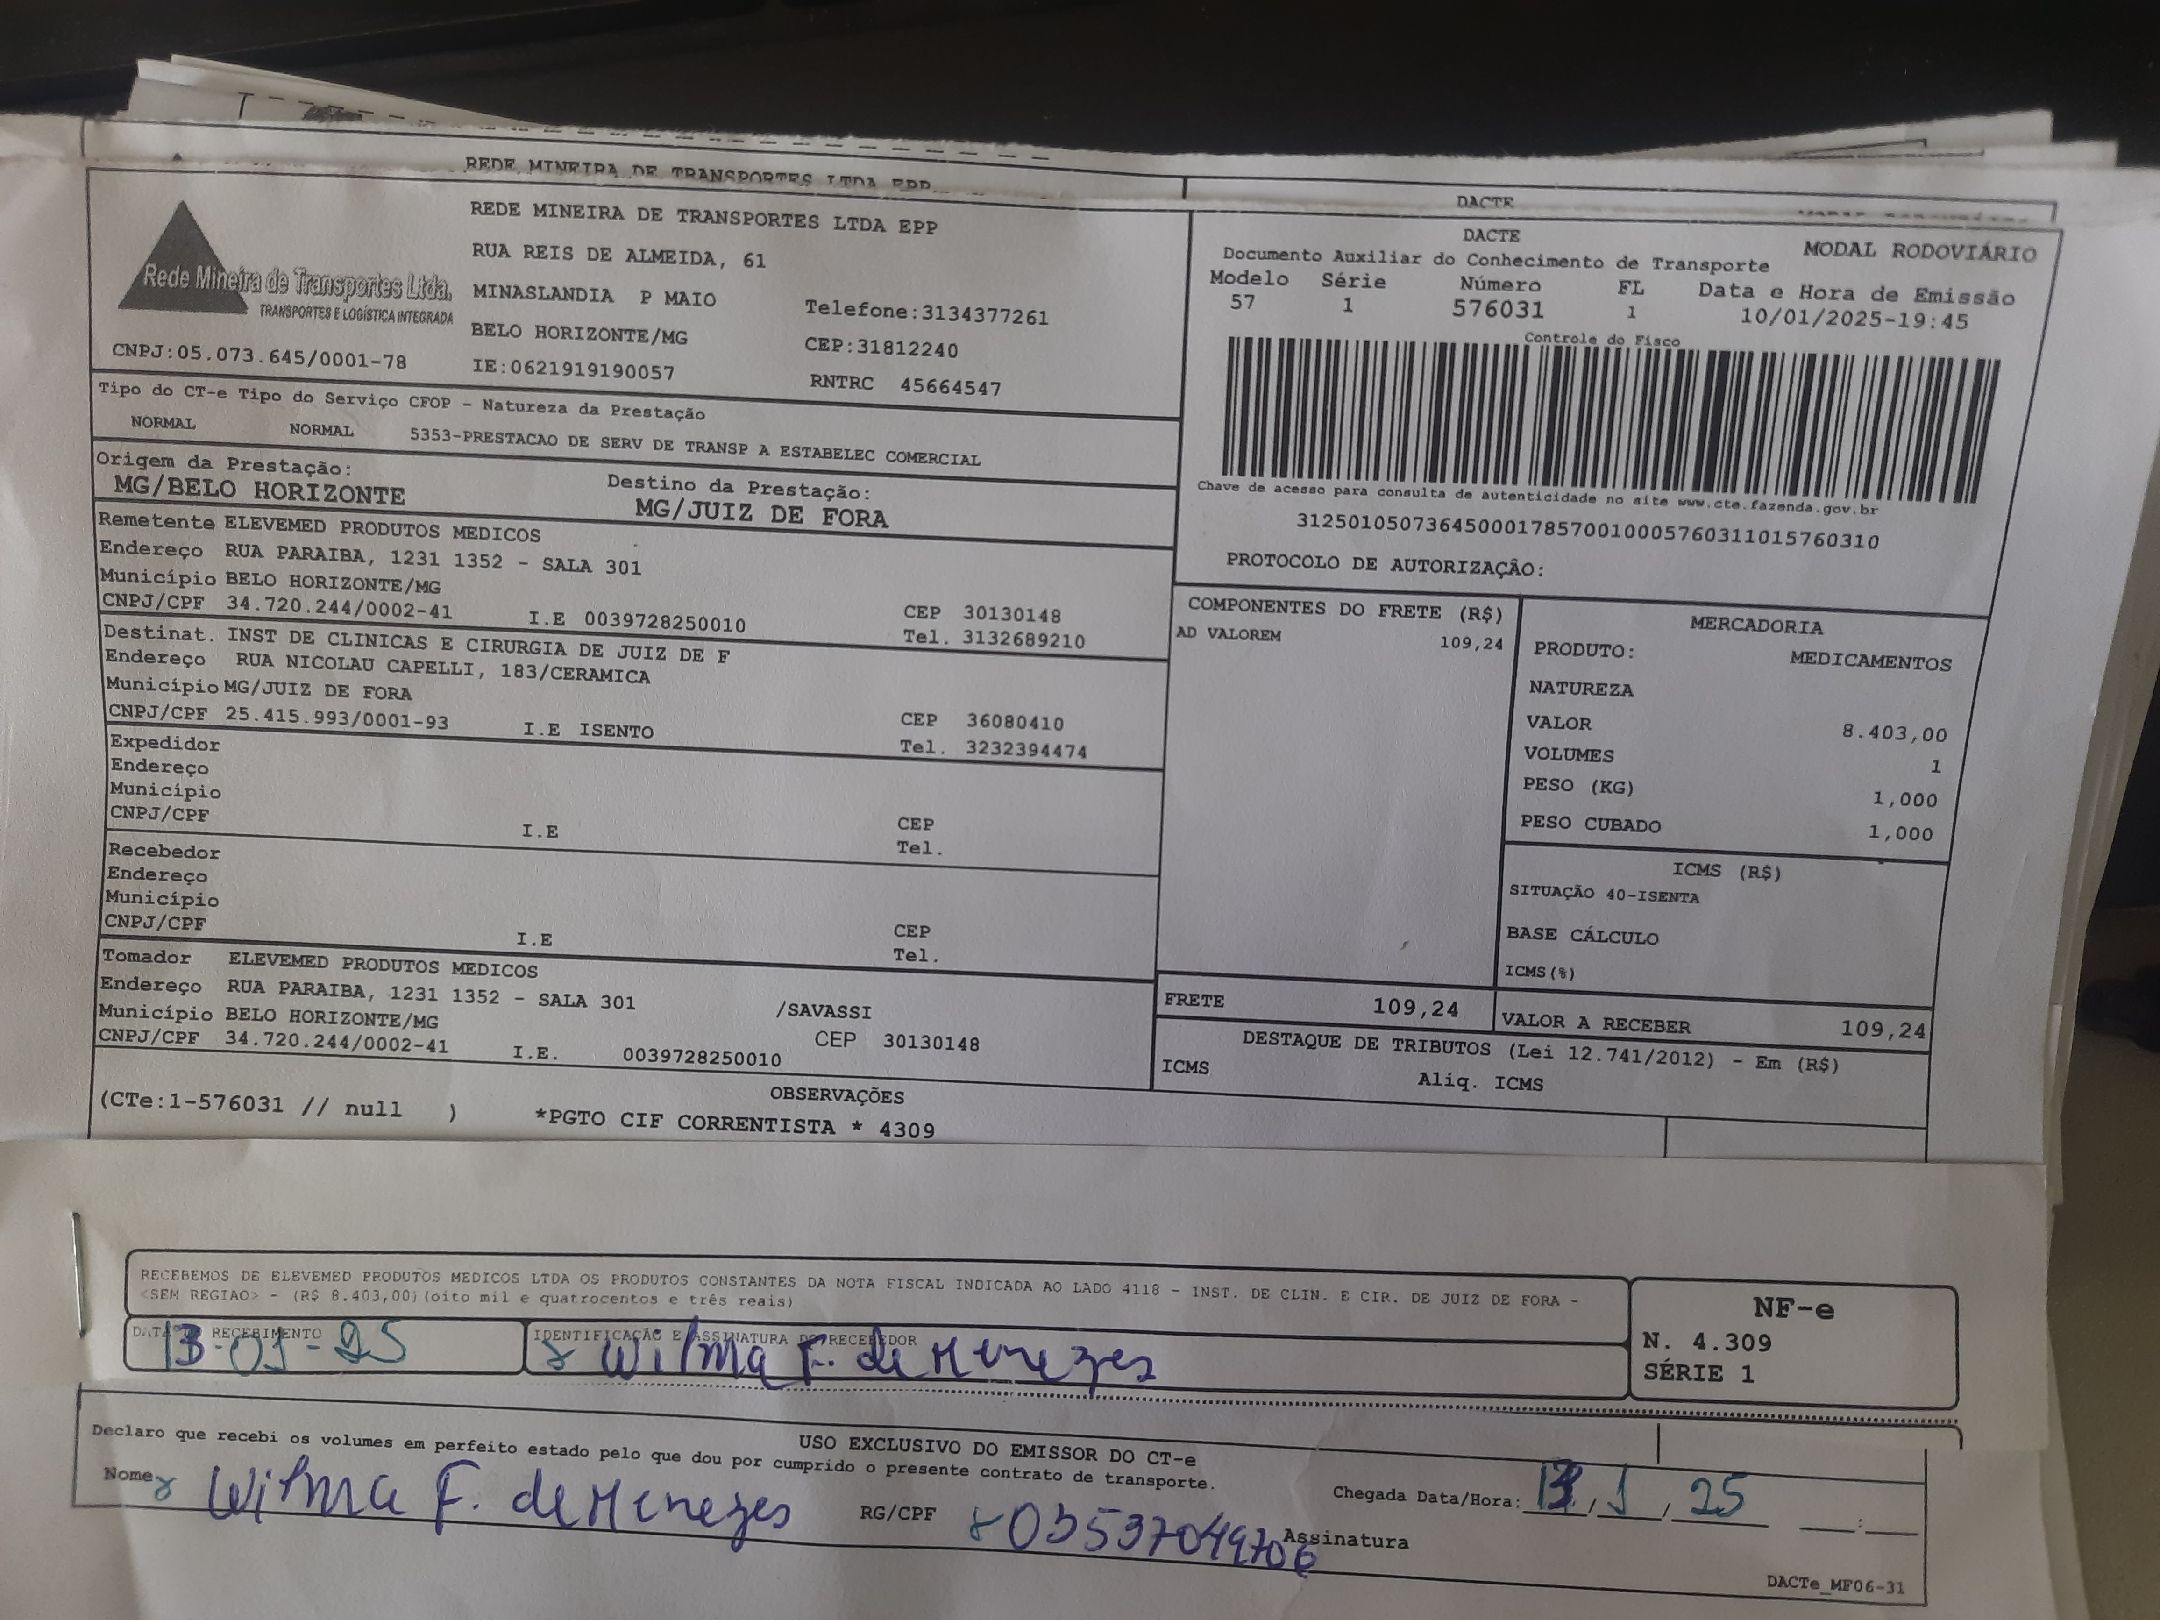 REDE MINEIRA DE TRANSPORTES LTDA EPP
DACTE
Rede Mineira de Transportes Ltda.
TRANSPORTES E LOGÍSTICA INTEGRADA
CNPJ:05.073.645/0001-78
REDE MINEIRA DE TRANSPORTES LTDA EPP
RUA REIS DE ALMEIDA, 61
MINASLANDIA P MAIO Telefone:3134377261
BELO HORIZONTE/MG CEP:31812240
IE:0621919190057 RNTRC 45664547
DACTE MODAL RODOVIÁRIO
Documento Auxiliar do Conhecimento de Transporte
Modelo Série Número FL Data e Hora de Emissão
57 1 576031 1 10/01/2025-19:45
Controle do Fisco
Chave de acesso para consulta de autenticidade no site www.cte.fazenda.gov.br
31250105073645000178570010005760311015760310
PROTOCOLO DE AUTORIZAÇÃO:
Tipo do CT-e Tipo do Serviço CFOP - Natureza da Prestação
NORMAL NORMAL 5353-PRESTACAO DE SERV DE TRANSP A ESTABELEC COMERCIAL
Origem da Prestação: Destino da Prestação:
MG/BELO HORIZONTE MG/JUIZ DE FORA
Remetente ELEVEMED PRODUTOS MEDICOS
Endereço RUA PARAIBA, 1231 1352 - SALA 301
Município BELO HORIZONTE/MG CEP 30130148
CNPJ/CPF 34.720.244/0002-41 I.E 0039728250010 Tel. 3132689210
Destinat. INST DE CLINICAS E CIRURGIA DE JUIZ DE F
Endereço RUA NICOLAU CAPELLI, 183/CERAMICA
Município MG/JUIZ DE FORA CEP 36080410
CNPJ/CPF 25.415.993/0001-93 I.E ISENTO Tel. 3232394474
Expedidor
Endereço
Município CEP
CNPJ/CPF I.E Tel.
Recebedor
Endereço
Município CEP
CNPJ/CPF I.E Tel.
Tomador ELEVEMED PRODUTOS MEDICOS
Endereço RUA PARAIBA, 1231 1352 - SALA 301 /SAVASSI
Município BELO HORIZONTE/MG CEP 30130148
CNPJ/CPF 34.720.244/0002-41 I.E. 0039728250010
COMPONENTES DO FRETE (R$)
AD VALOREM 109,24
MERCADORIA
PRODUTO: MEDICAMENTOS
NATUREZA
VALOR 8.403,00
VOLUMES 1
PESO (KG) 1,000
PESO CUBADO 1,000
ICMS (R$)
SITUAÇÃO 40-ISENTA
BASE CÁLCULO
ICMS(%)
FRETE 109,24 VALOR A RECEBER 109,24
DESTAQUE DE TRIBUTOS (Lei 12.741/2012) - Em (R$)
ICMS Aliq. ICMS
OBSERVAÇÕES
(CTe:1-576031 // null ) *PGTO CIF CORRENTISTA * 4309
RECEBEMOS DE ELEVEMED PRODUTOS MEDICOS LTDA OS PRODUTOS CONSTANTES DA NOTA FISCAL INDICADA AO LADO 4118 - INST. DE CLIN. E CIR. DE JUIZ DE FORA -
<SEM REGIAO> - (R$ 8.403,00)(oito mil e quatrocentos e três reais)
DATA RECEBIMENTO IDENTIFICAÇÃO E ASSINATURA DO RECEBEDOR
13-01-25 Wilma F. de Menezes
NF-e
N. 4.309
SÉRIE 1
USO EXCLUSIVO DO EMISSOR DO CT-e
Declaro que recebi os volumes em perfeito estado pelo que dou por cumprido o presente contrato de transporte.
Nome Wilma F. de Menezes RG/CPF 03537049706 Assinatura
Chegada Data/Hora: 13/1/25 :
DACTe_MF06-31